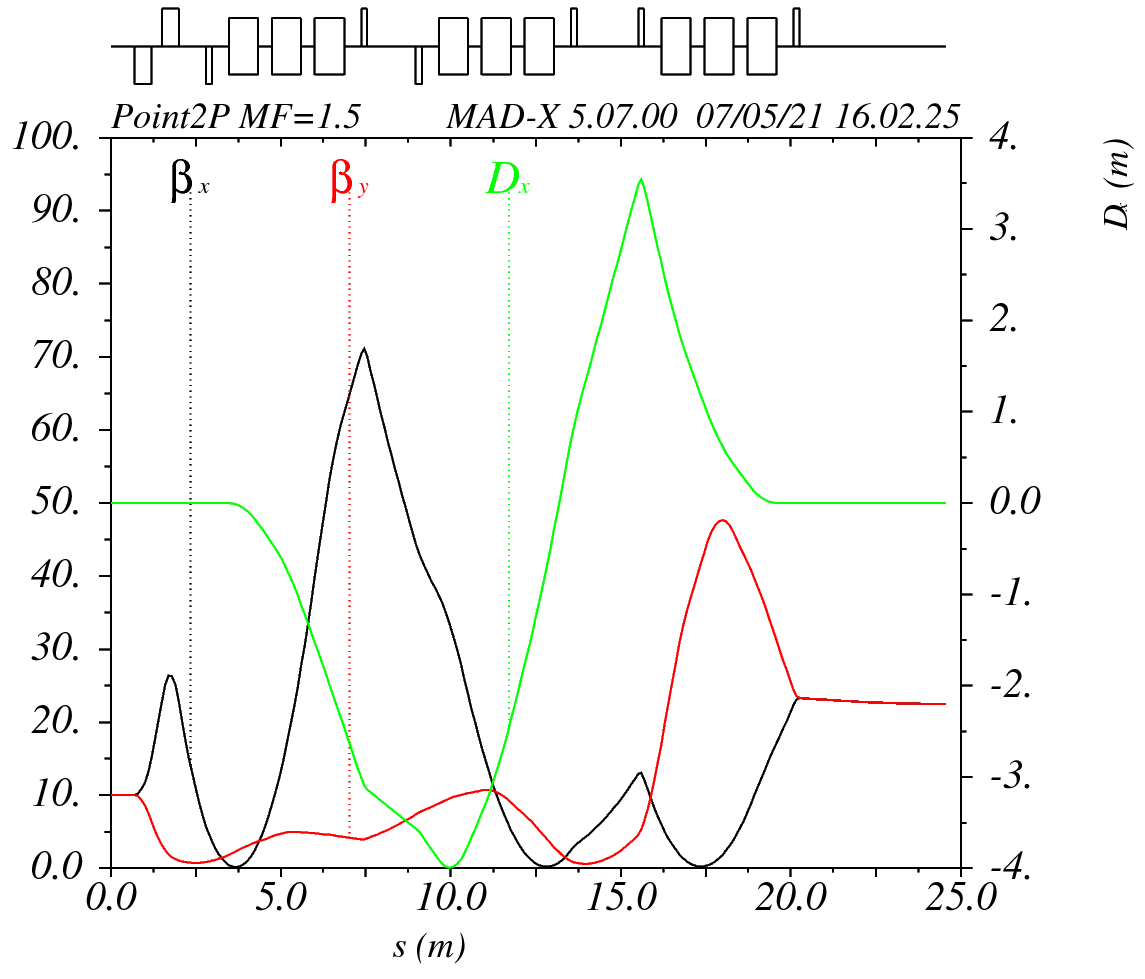 Point2P MF=1.5 MAD-X 5.07.00 07/05/21 16.02.25
100.
90.
80.
70.
60.
50.
40.
30.
20.
10.
0.0
βx
βy
Dx
4.
3.
2.
1.
0.0
-1.
-2.
-3.
-4.
Dx (m)
0.0 5.0 10.0 15.0 20.0 25.0
s (m)